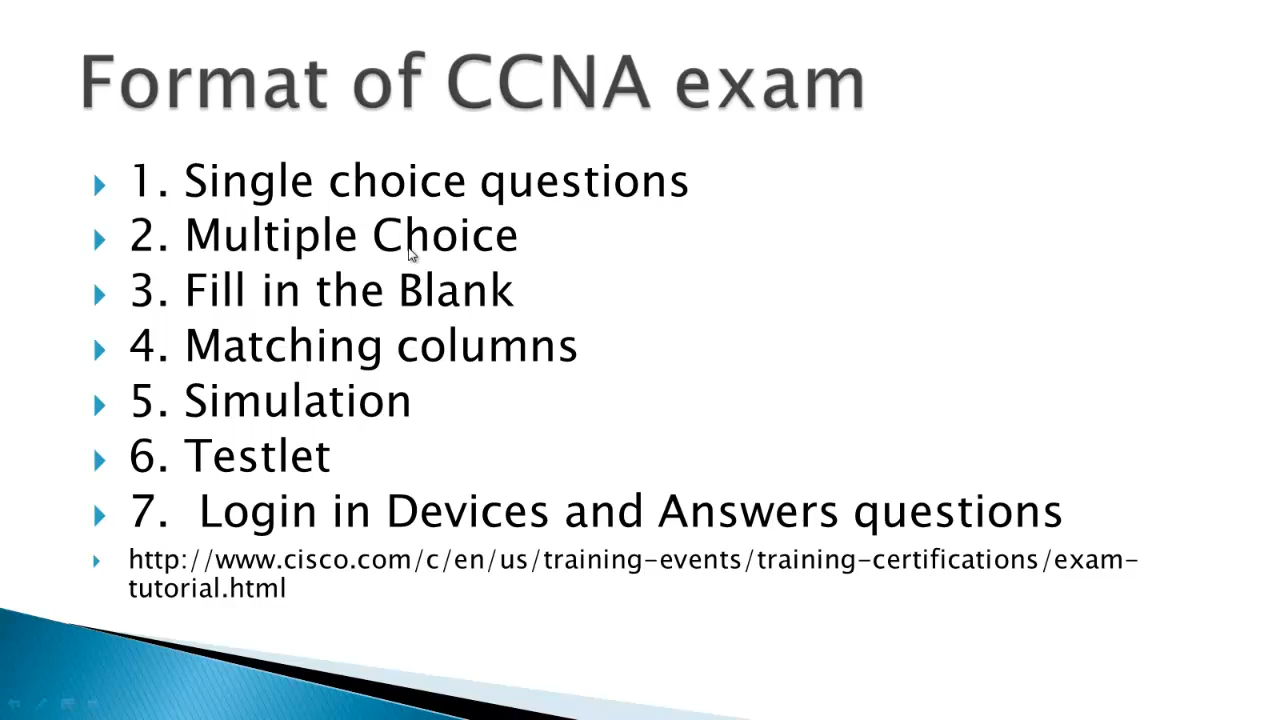 Format of CCNA exam
1. Single choice questions
2. Multiple Choice
3. Fill in the Blank
4. Matching columns
5. Simulation
6. Testlet
7. Login in Devices and Answers questions
http://www.cisco.com/c/en/us/training-events/training-certifications/exam-
tutorial.html